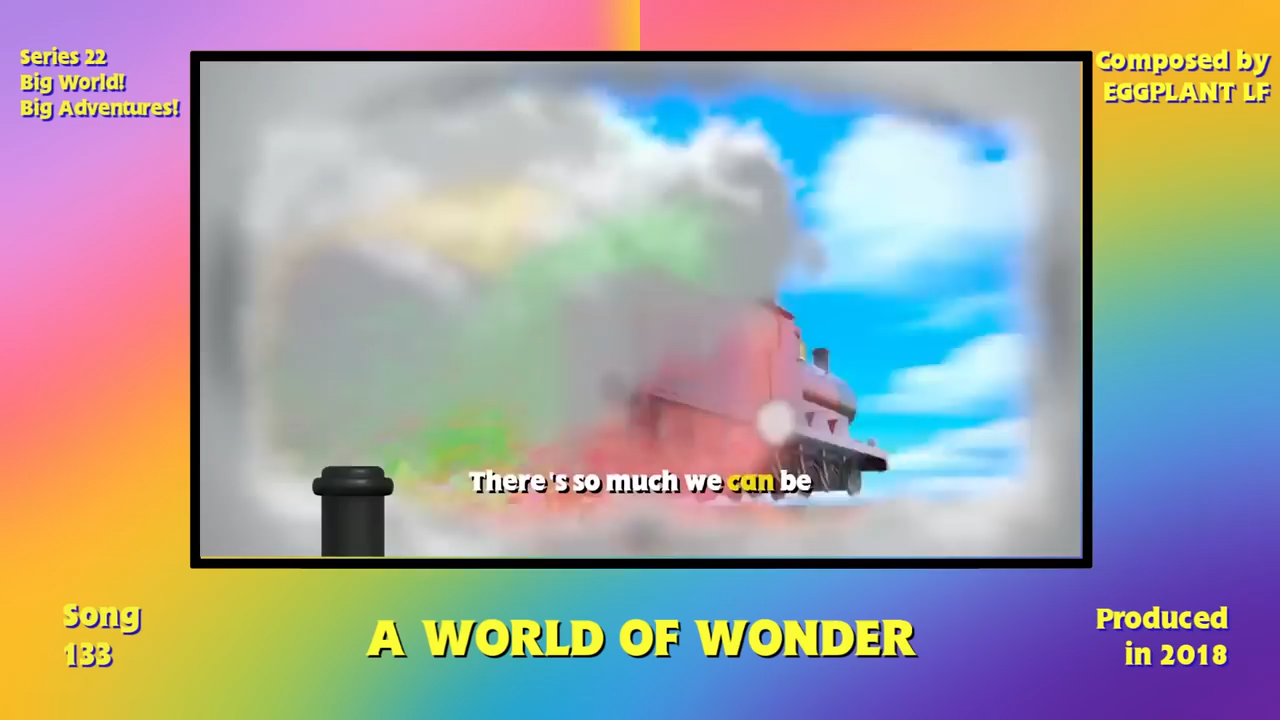 Series 22
Big World!
Big Adventures!
Composed by
EGGPLANT LF
There's so much we can be
Song
133
A WORLD OF WONDER
Produced
in 2018